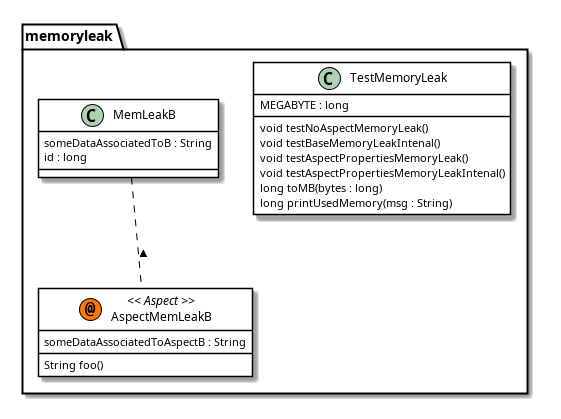 memoryleak
C MemLeakB
someDataAssociatedToB : String
id : long
C TestMemoryLeak
MEGABYTE : long
void testNoAspectMemoryLeak()
void testBaseMemoryLeakIntenal()
void testAspectPropertiesMemoryLeak()
void testAspectPropertiesMemoryLeakIntenal()
long toMB(bytes : long)
long printUsedMemory(msg : String)
@ << Aspect >>
AspectMemLeakB
someDataAssociatedToAspectB : String
String foo()